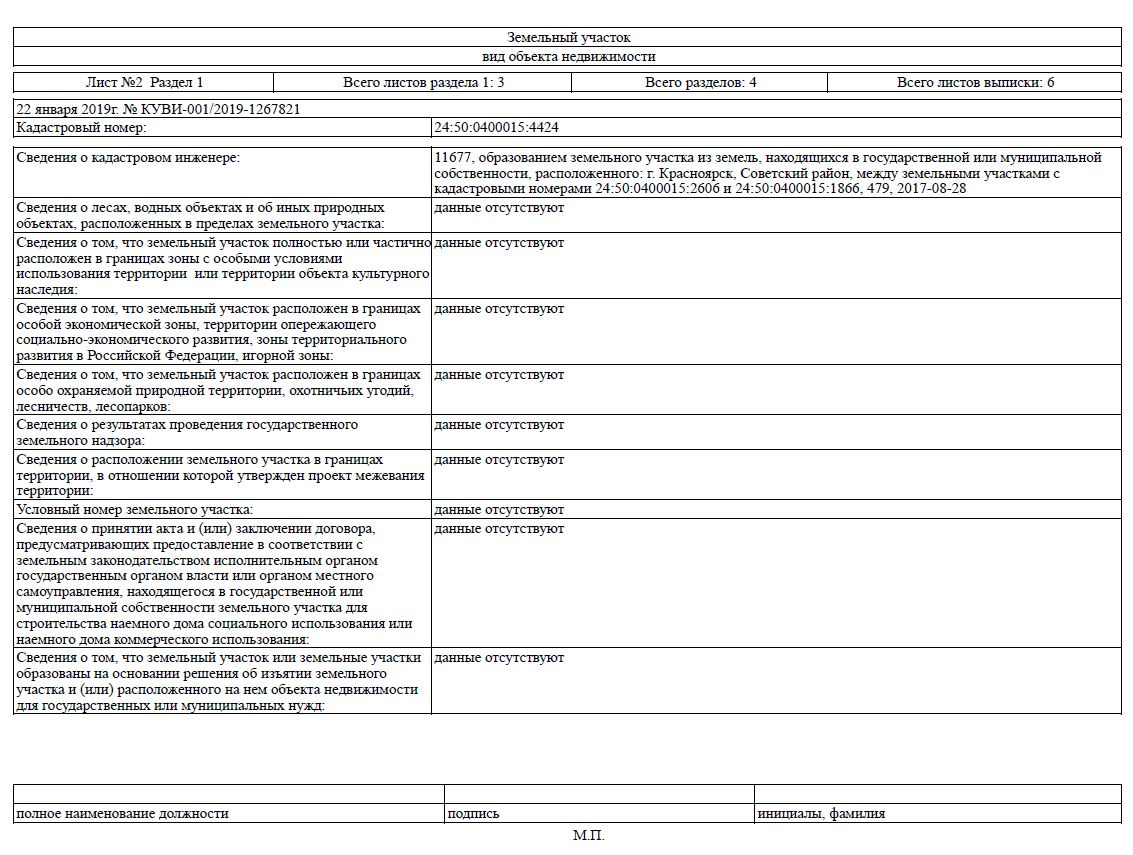 Земельный участок
вид объекта недвижимости
Лист №2 Раздел 1 Всего листов раздела 1: 3 Всего разделов: 4 Всего листов выписки: 6
22 января 2019г. № КУВИ-001/2019-1267821
Кадастровый номер: 24:50:0400015:4424
Сведения о кадастровом инженере: 11677, образованием земельного участка из земель, находящихся в государственной или муниципальной
собственности, расположенного: г. Красноярск, Советский район, между земельными участками с
кадастровыми номерами 24:50:0400015:2606 и 24:50:0400015:1866, 479, 2017-08-28
Сведения о лесах, водных объектах и об иных природных данные отсутствуют
объектах, расположенных в пределах земельного участка:
Сведения о том, что земельный участок полностью или частично данные отсутствуют
расположен в границах зоны с особыми условиями
использования территории или территории объекта культурного
наследия:
Сведения о том, что земельный участок расположен в границах данные отсутствуют
особой экономической зоны, территории опережающего
социально-экономического развития, зоны территориального
развития в Российской Федерации, игорной зоны:
Сведения о том, что земельный участок расположен в границах данные отсутствуют
особо охраняемой природной территории, охотничьих угодий,
лесничеств, лесопарков:
Сведения о результатах проведения государственного данные отсутствуют
земельного надзора:
Сведения о расположении земельного участка в границах данные отсутствуют
территории, в отношении которой утвержден проект межевания
территории:
Условный номер земельного участка: данные отсутствуют
Сведения о принятии акта и (или) заключении договора, данные отсутствуют
предусматривающих предоставление в соответствии с
земельным законодательством исполнительным органом
государственным органом власти или органом местного
самоуправления, находящегося в государственной или
муниципальной собственности земельного участка для
строительства наемного дома социального использования или
наемного дома коммерческого использования:
Сведения о том, что земельный участок или земельные участки данные отсутствуют
образованы на основании решения об изъятии земельного
участка и (или) расположенного на нем объекта недвижимости
для государственных или муниципальных нужд:
полное наименование должности подпись инициалы, фамилия
М.П.